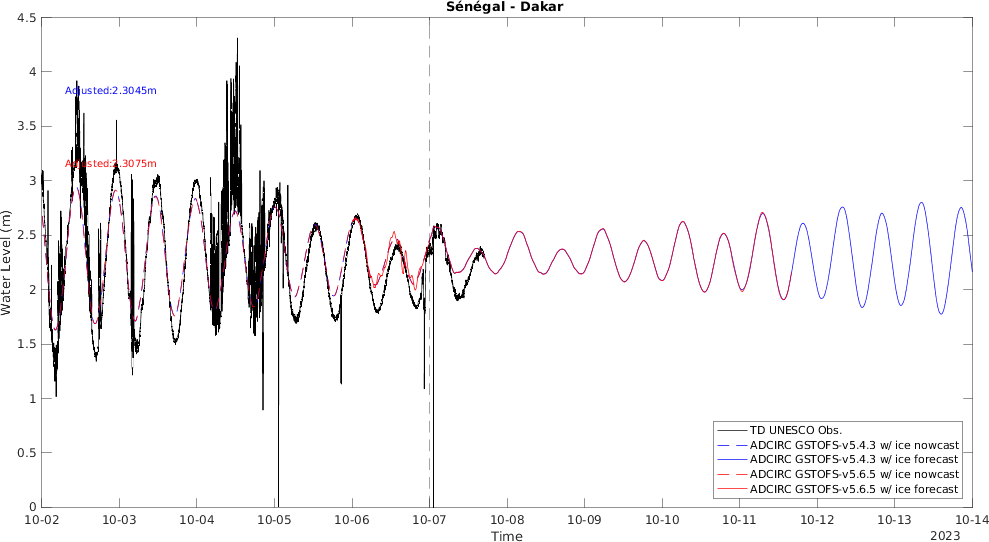 Sénégal - Dakar
4.5
4
3.5
3
2.5
2
1.5
1
0.5
0
Water Level (m)
Adjusted:2.3045m
Adjusted:2.3075m
TD UNESCO Obs.
ADCIRC GSTOFS-v5.4.3 w/ ice nowcast
ADCIRC GSTOFS-v5.4.3 w/ ice forecast
ADCIRC GSTOFS-v5.6.5 w/ ice nowcast
ADCIRC GSTOFS-v5.6.5 w/ ice forecast
10-02 10-03 10-04 10-05 10-06 10-07 10-08 10-09 10-10 10-11 10-12 10-13 10-14
Time
2023